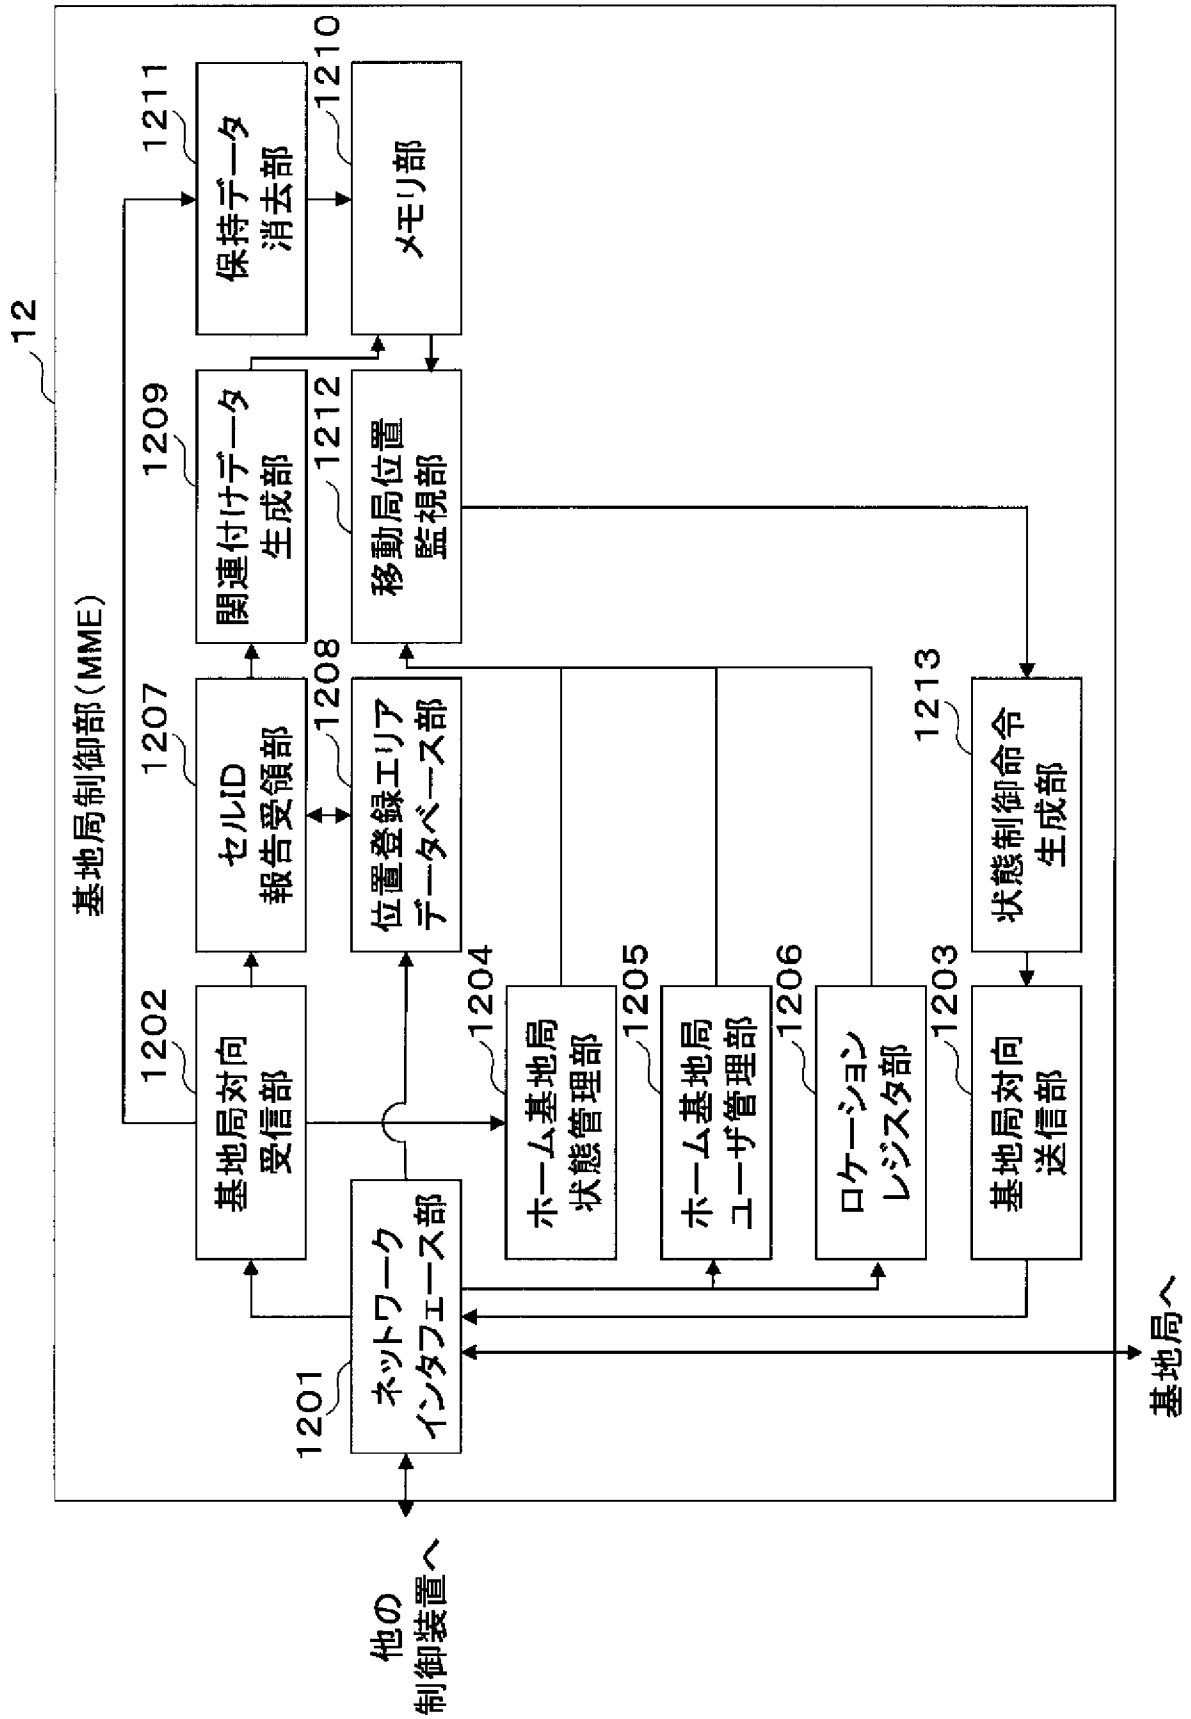 12
基地局制御部(MME)
1202
基地局対向
受信部
1207
セルID
報告受領部
1209
関連付けデータ
生成部
1211
保持データ
消去部
1201
ネットワーク
インタフェース部
1208
位置登録エリア
データベース部
1212
移動局位置
監視部
1210
メモリ部
1204
ホーム基地局
状態管理部
1205
ホーム基地局
ユーザ管理部
1206
ロケーション
レジスタ部
1203
基地局対向
送信部
1213
状態制御命令
生成部
他の
制御装置へ
基地局へ